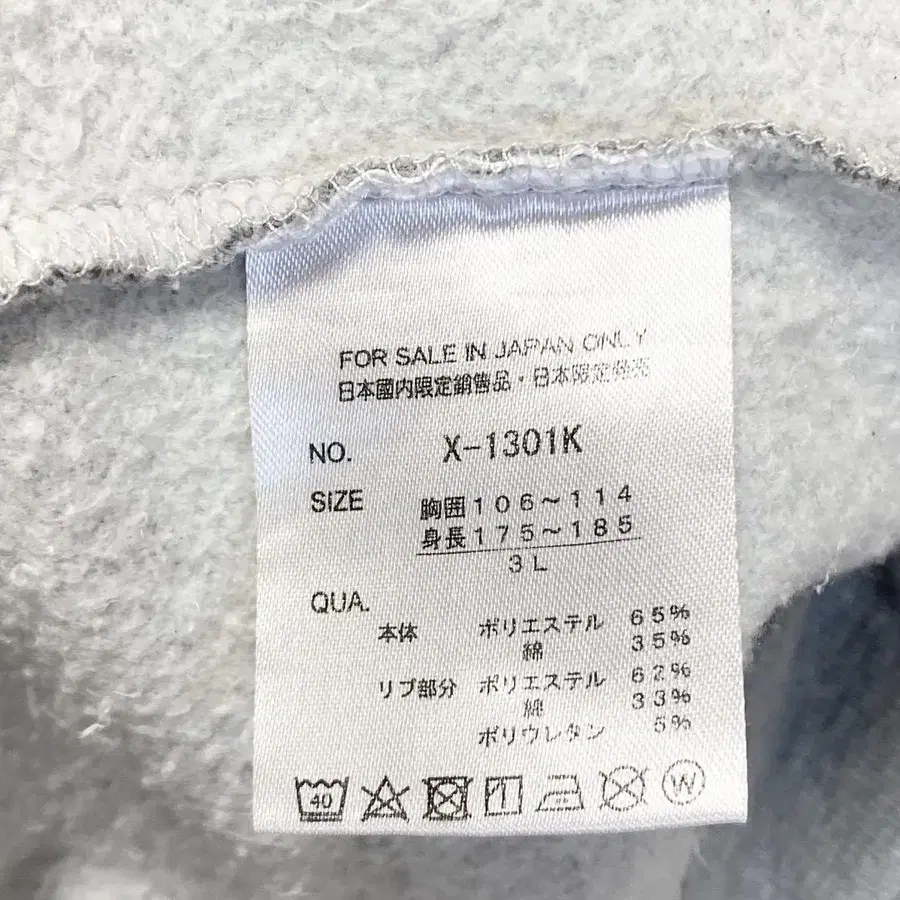 FOR SALE IN JAPAN ONLY
日本國内限定銷售品・日本限定発売
NO. X-1301K
SIZE 胸囲106～114
身長175～185
3L
QUA.
本体 ポリエステル 65%
綿 35%
リブ部分 ポリエステル 62%
綿 33%
ポリウレタン 5%
40
W